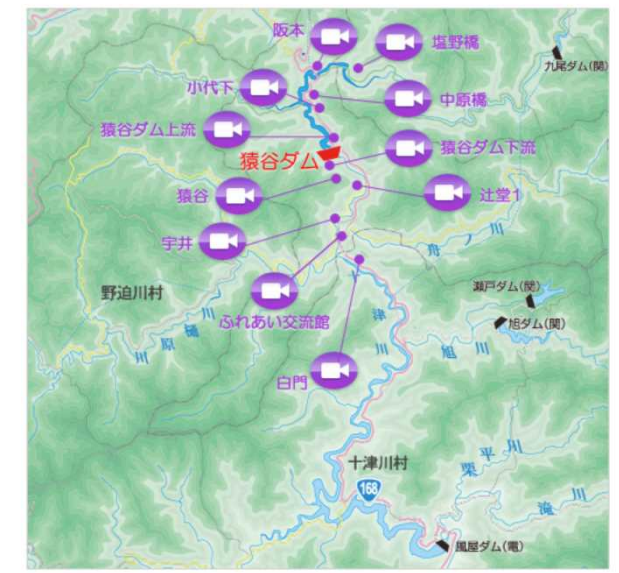 阪本
塩野橋
九尾ダム(関)
小代下
中原橋
猿谷ダム上流
猿谷ダム下流
猿谷ダム
猿谷
辻堂1
宇井
舟ノ川
瀬戸ダム(関)
野迫川村
ふれあい交流館
津川
旭ダム(関)
川原樋川
旭川
白門
十津川村
栗平川
168
滝川
風屋ダム(電)